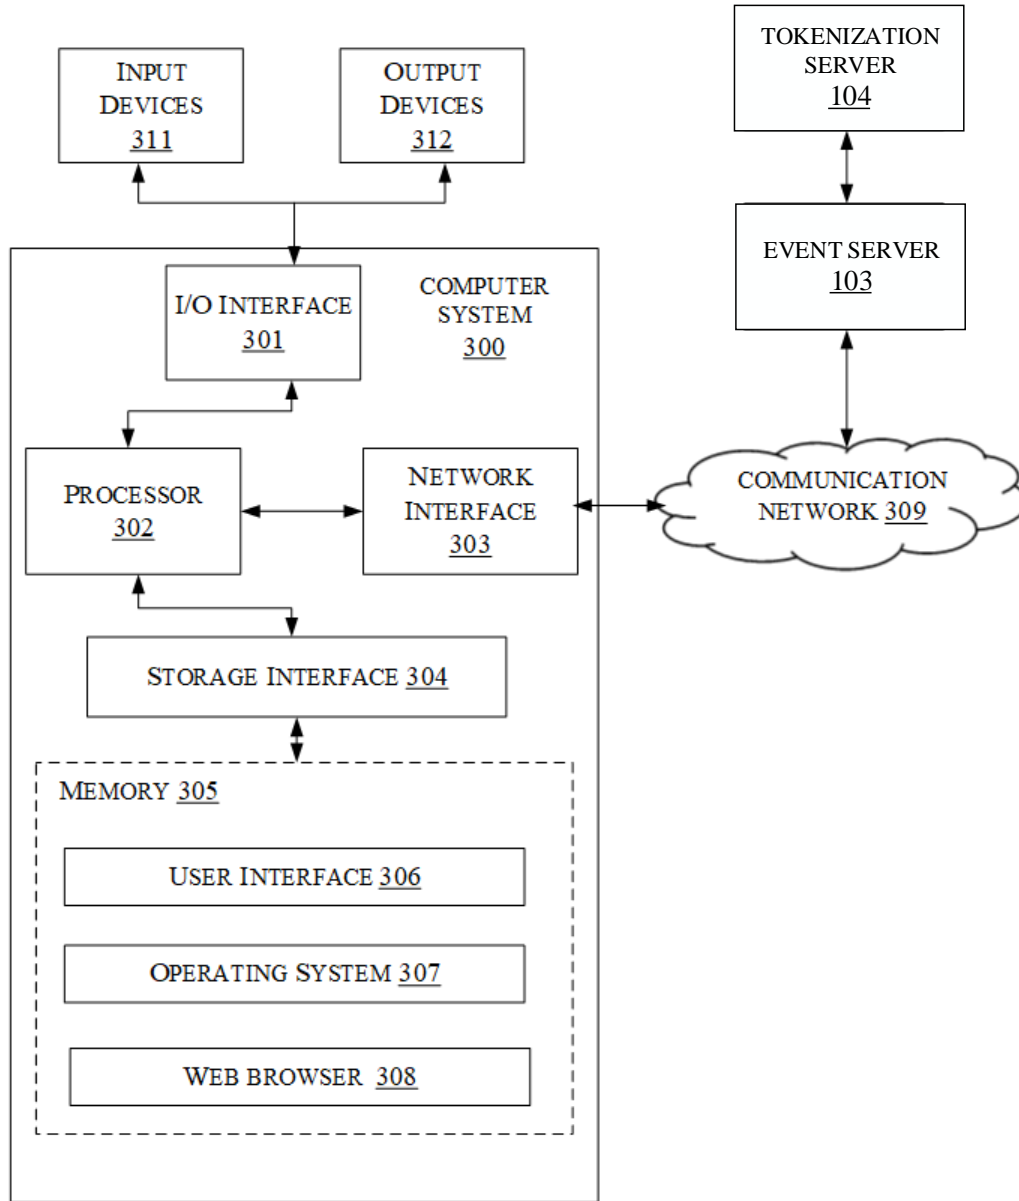 INPUT
DEVICES
311
OUTPUT
DEVICES
312
TOKENIZATION
SERVER
104
EVENT SERVER
103
I/O INTERFACE
301
COMPUTER
SYSTEM
300
PROCESSOR
302
NETWORK
INTERFACE
303
COMMUNICATION
NETWORK 309
STORAGE INTERFACE 304
MEMORY 305
USER INTERFACE 306
OPERATING SYSTEM 307
WEB BROWSER 308